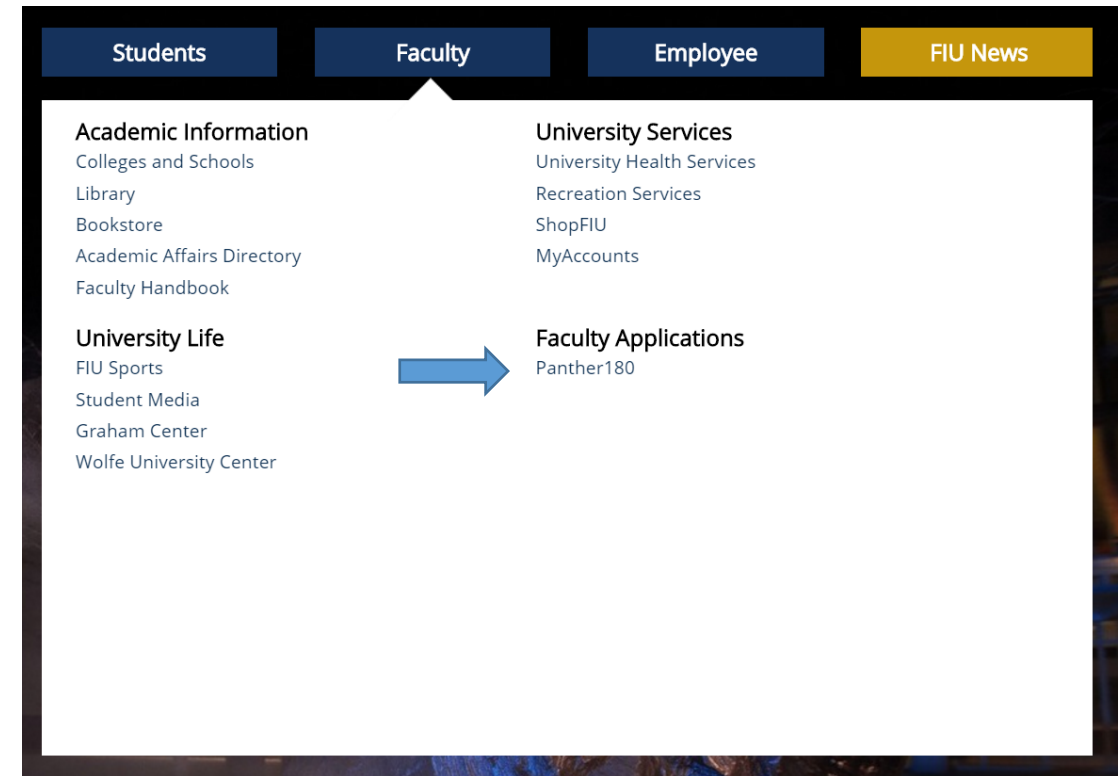 Students
Faculty
Employee
FIU News
Academic Information
Colleges and Schools
Library
Bookstore
Academic Affairs Directory
Faculty Handbook
University Services
University Health Services
Recreation Services
ShopFIU
MyAccounts
University Life
FIU Sports
Student Media
Graham Center
Wolfe University Center
Faculty Applications
Panther180